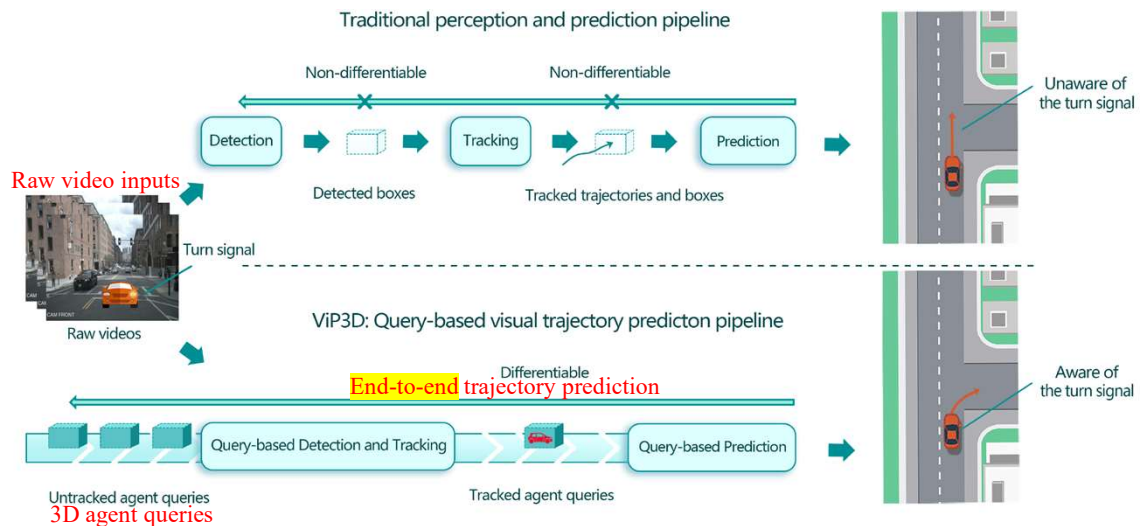 Traditional perception and prediction pipeline
Non-differentiable
Non-differentiable
Detection
Tracking
Prediction
Detected boxes
Tracked trajectories and boxes
Unaware of
the turn signal
Raw video inputs
Turn signal
CAM FRONT
Raw videos
ViP3D: Query-based visual trajectory predicton pipeline
Differentiable
End-to-end trajectory prediction
Query-based Detection and Tracking
Query-based Prediction
Untracked agent queries
3D agent queries
Tracked agent queries
Aware of
the turn signal